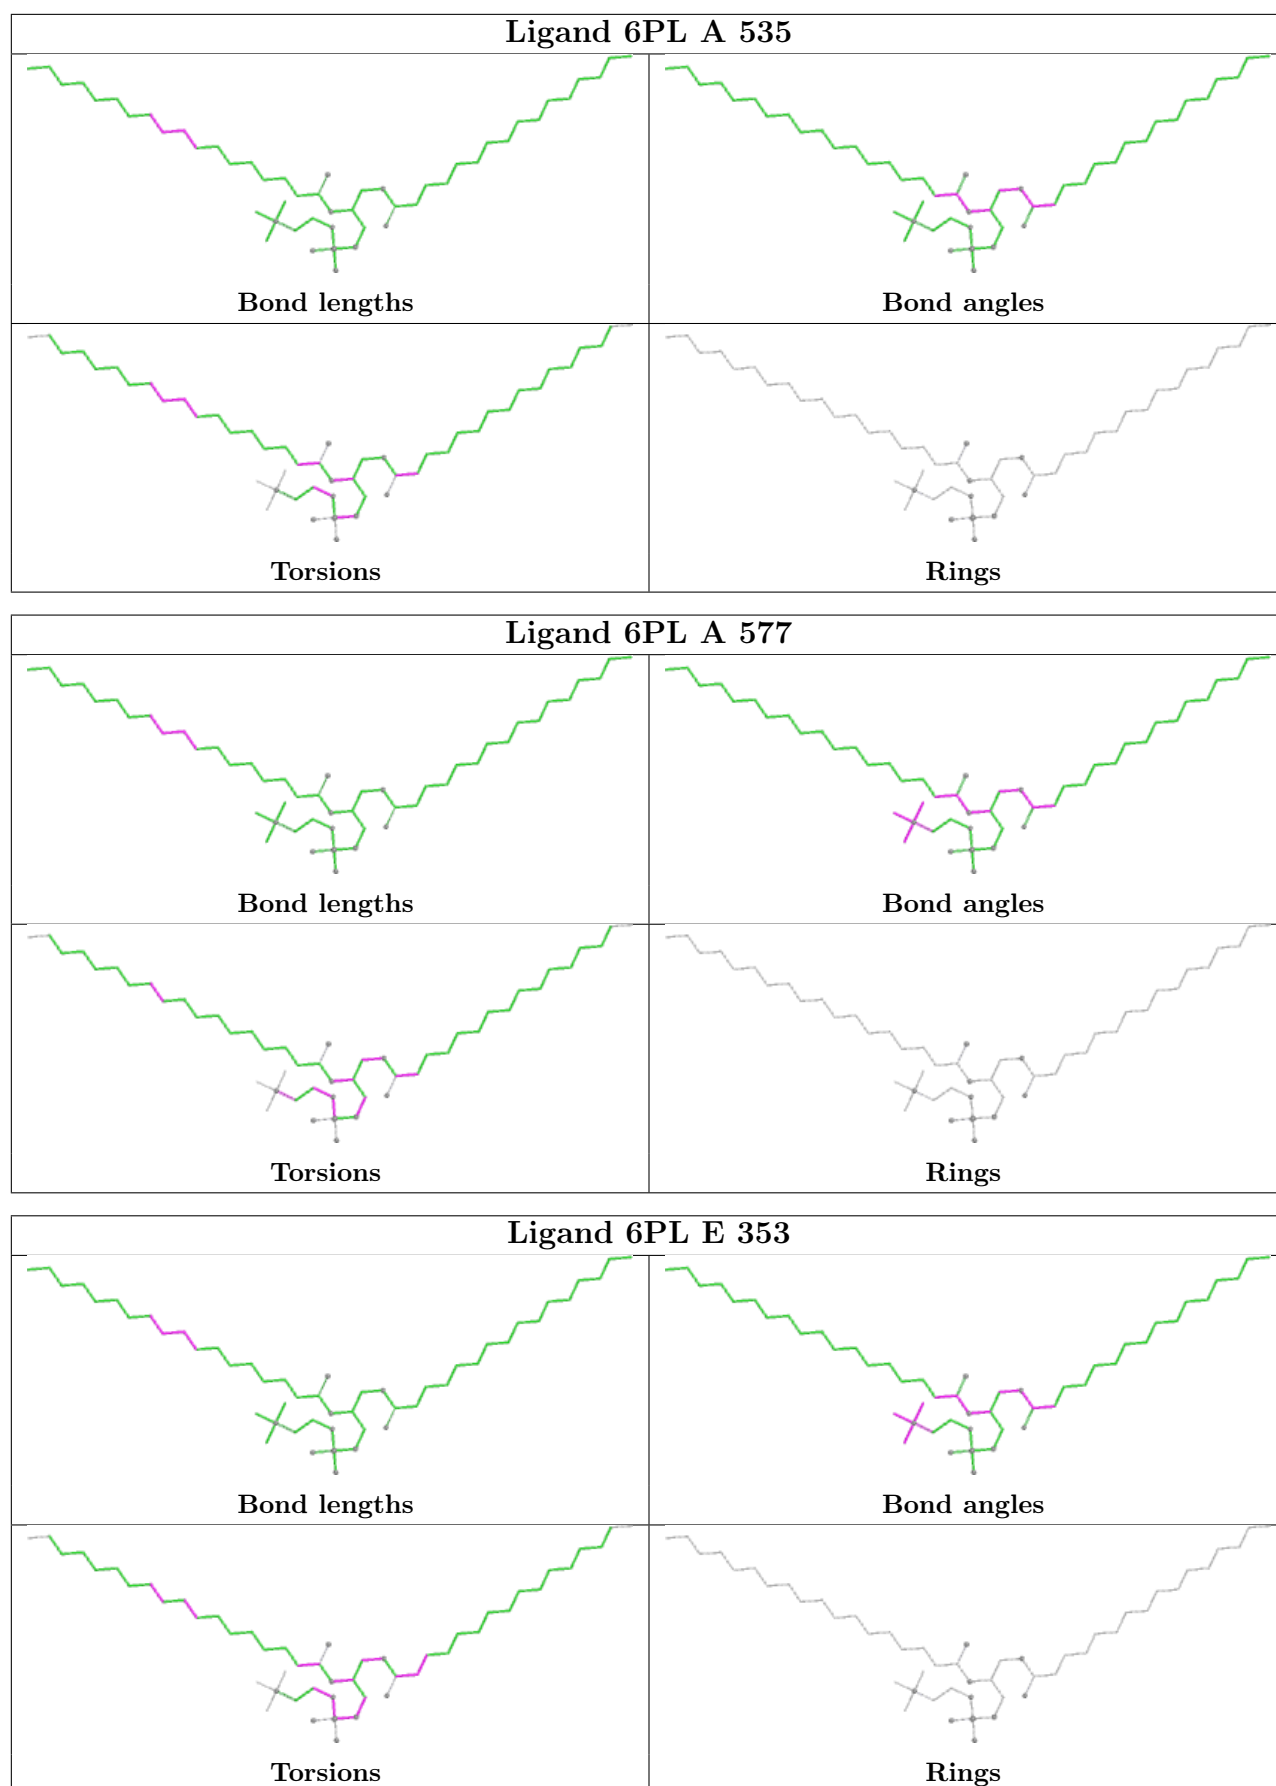 Ligand 6PL A 535
Bond lengths
Bond angles
Torsions
Rings
Ligand 6PL A 577
Bond lengths
Bond angles
Torsions
Rings
Ligand 6PL E 353
Bond lengths
Bond angles
Torsions
Rings